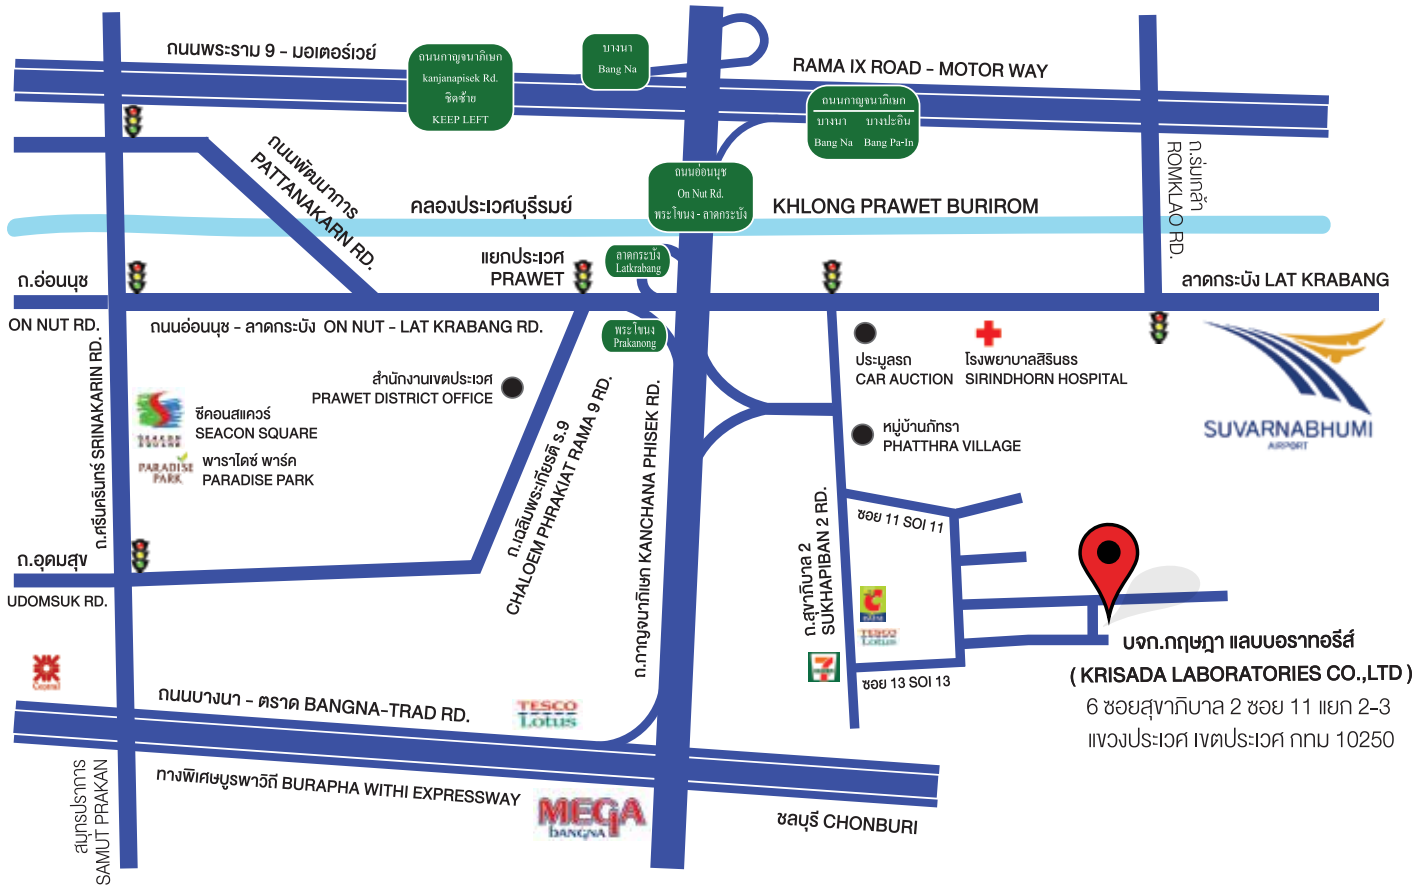 ถนนพระราม 9 - มอเตอร์เวย์
ถนนกาญจนาภิเษก
kanjanapisek Rd.
ชิดซ้าย
KEEP LEFT
บางนา
Bang Na
RAMA IX ROAD - MOTOR WAY
ถนนกาญจนาภิเษก
บางนา บางปะอิน
Bang Na Bang Pa-In
ถนนพัฒนาการ
PATTANAKARN RD.
ถนนอ่อนนุช
On Nut Rd.
พระโขนง - ลาดกระบัง
ถ.ร่มเกล้า
ROMKLAO RD.
คลองประเวศบุรีรมย์
KHLONG PRAWET BURIROM
แยกประเวศ
PRAWET
ลาดกระบัง
Latkrabang
ถ.อ่อนนุช
ON NUT RD.
ลาดกระบัง LAT KRABANG
ถนนอ่อนนุช - ลาดกระบัง ON NUT - LAT KRABANG RD.
พระโขนง
Prakanong
ถ.ศรีนครินทร์ SRINAKARIN RD.
สำนักงานเขตประเวศ
PRAWET DISTRICT OFFICE
ประมูลรถ
CAR AUCTION
โรงพยาบาลสิรินธร
SIRINDHORN HOSPITAL
SUVARNABHUMI
AIRPORT
SEACON
SQUARE
ซีคอนสแควร์
SEACON SQUARE
PARADISE
PARK
พาราไดซ์ พาร์ค
PARADISE PARK
ถ.เฉลิมพระเกียรติ ร.9
CHALOEM PHRAKIAT RAMA 9 RD.
ถ.กาญจนาภิเษก KANCHANA PHISEK RD.
หมู่บ้านภัทรา
PHATTHRA VILLAGE
ถ.สุขาภิบาล 2
SUKHAPIBAN 2 RD.
ซอย 11 SOI 11
ถ.อุดมสุข
UDOMSUK RD.
TESCO
Lotus
7
ซอย 13 SOI 13
บจก.กฤษฎา แลบบอราทอรีส์
( KRISADA LABORATORIES CO.,LTD )
6 ซอยสุขาภิบาล 2 ซอย 11 แยก 2-3
แขวงประเวศ เขตประเวศ กทม 10250
Central
ถนนบางนา - ตราด BANGNA-TRAD RD.
TESCO
Lotus
ทางพิเศษบูรพาวิถี BURAPHA WITHI EXPRESSWAY
MEGA
BANGNA
ชลบุรี CHONBURI
สมุทรปราการ
SAMUT PRAKAN